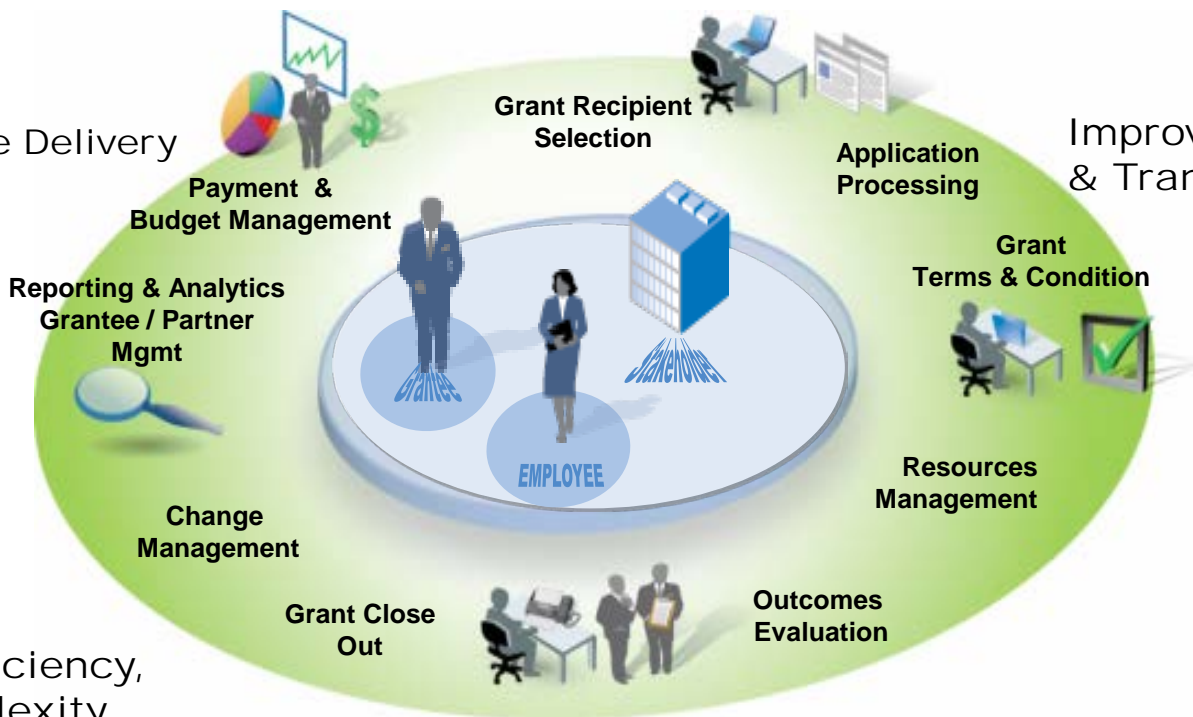 Grant Recipient
Selection
Application
Processing
Improv
& Tran
e Delivery
Payment &
Budget Management
Grant
Terms & Condition
Reporting & Analytics
Grantee / Partner
Mgmt
Grantee
Stakeholder
EMPLOYEE
Resources
Management
Change
Management
Grant Close
Out
Outcomes
Evaluation
ciency,
lexity